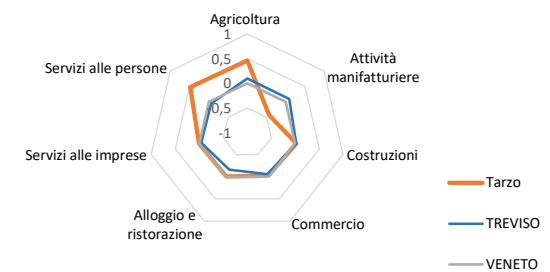 Agricoltura
1
0,5
0
0,5
-1
Attività
manifatturiere
Costruzioni
Commercio
Alloggio e
ristorazione
Servizi alle imprese
Servizi alle persone
Tarzo
TREVISO
VENETO